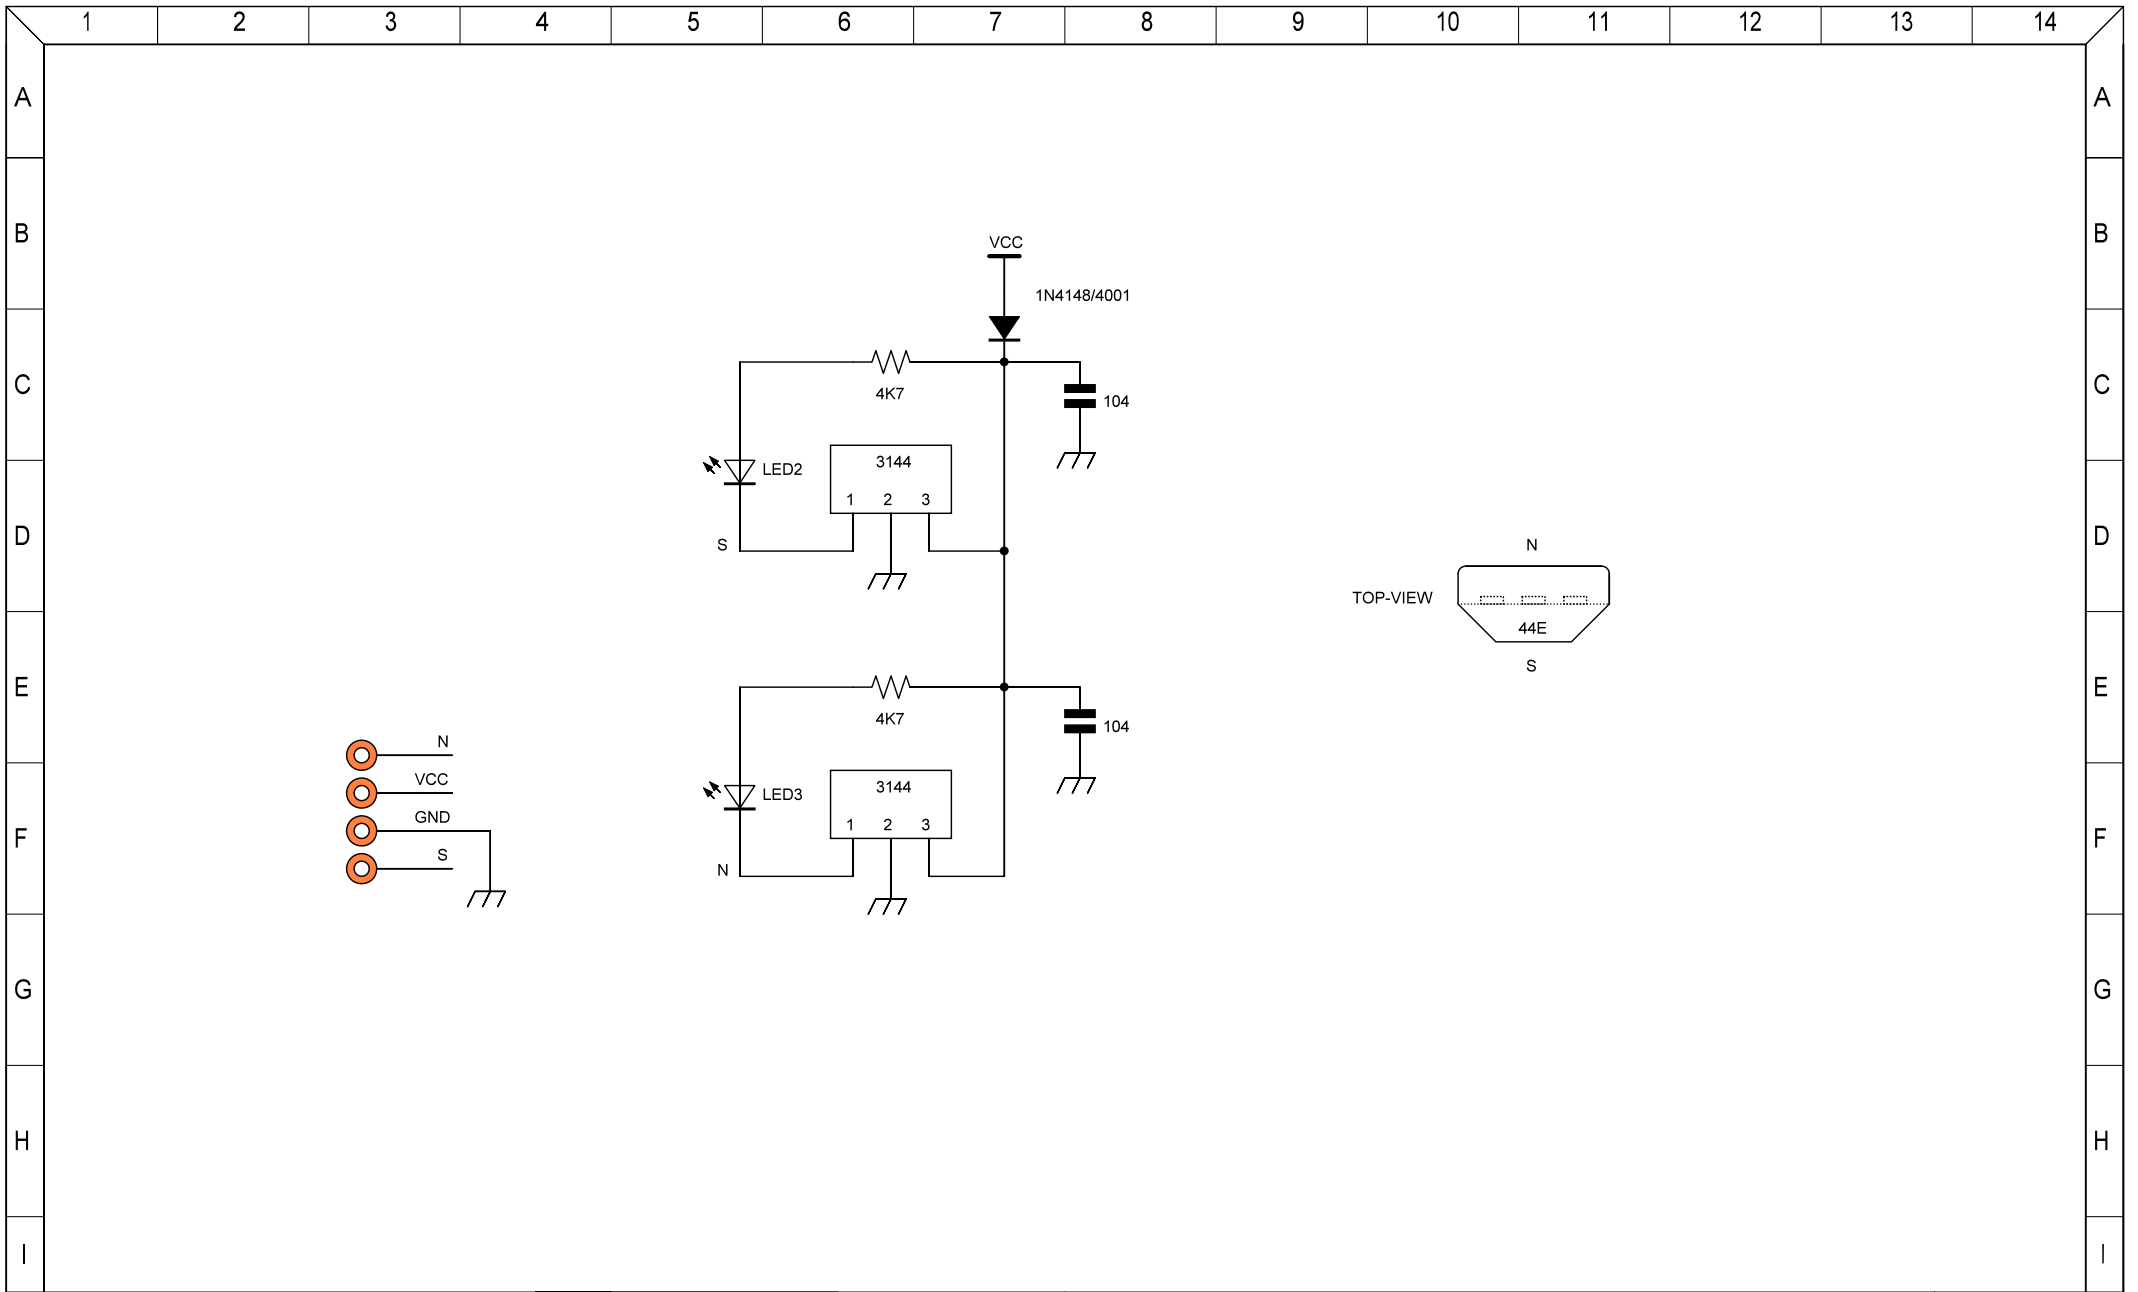 1 2 3 4 5 6 7 8 9 10 11 12 13 14
A A
B B
VCC
1N4148/4001
C C
4K7
104
3144
LED2
1 2 3
D D
S
N
TOP-VIEW
44E
S
E E
4K7
104
N
VCC
3144
LED3
GND
1 2 3
F F
S
N
G G
H H
I I